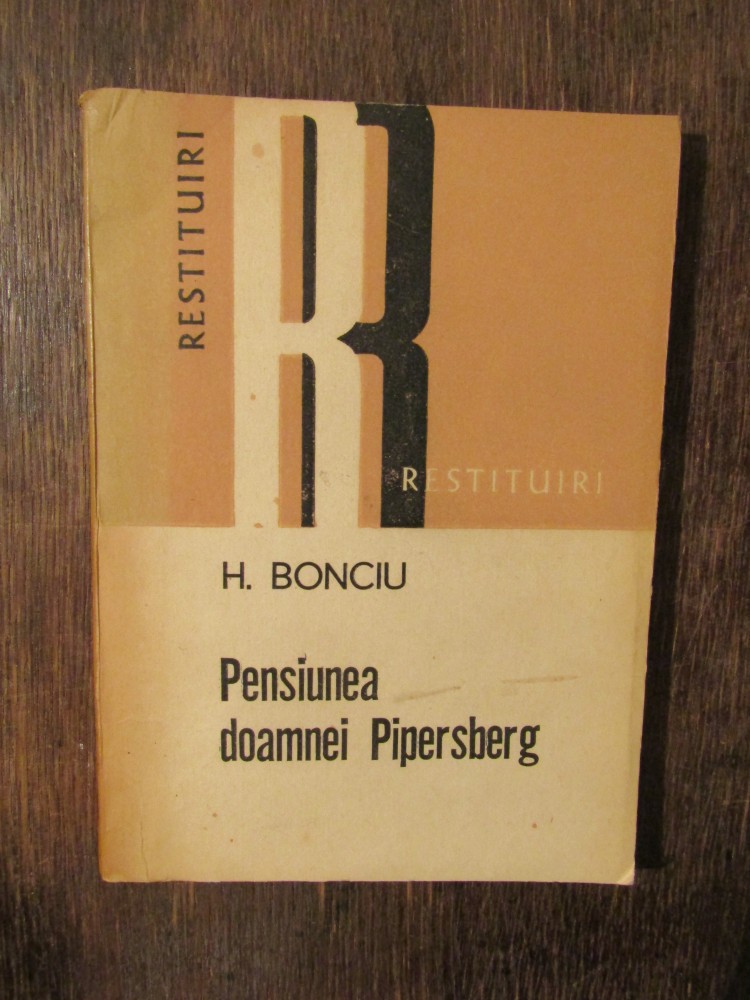 RESTITUIRI
RESTITUIRI
H. BONCIU
Pensiunea
doamnei Pipersberg